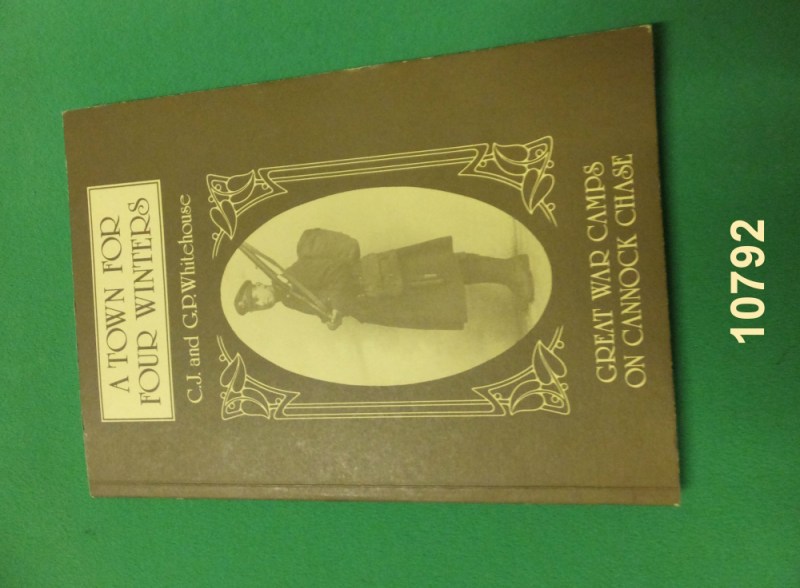 A TOWN FOR
FOUR WINTERS
C.J. and G.P. Whitehouse
GREAT WAR CAMPS
ON CANNOCK CHASE
10792